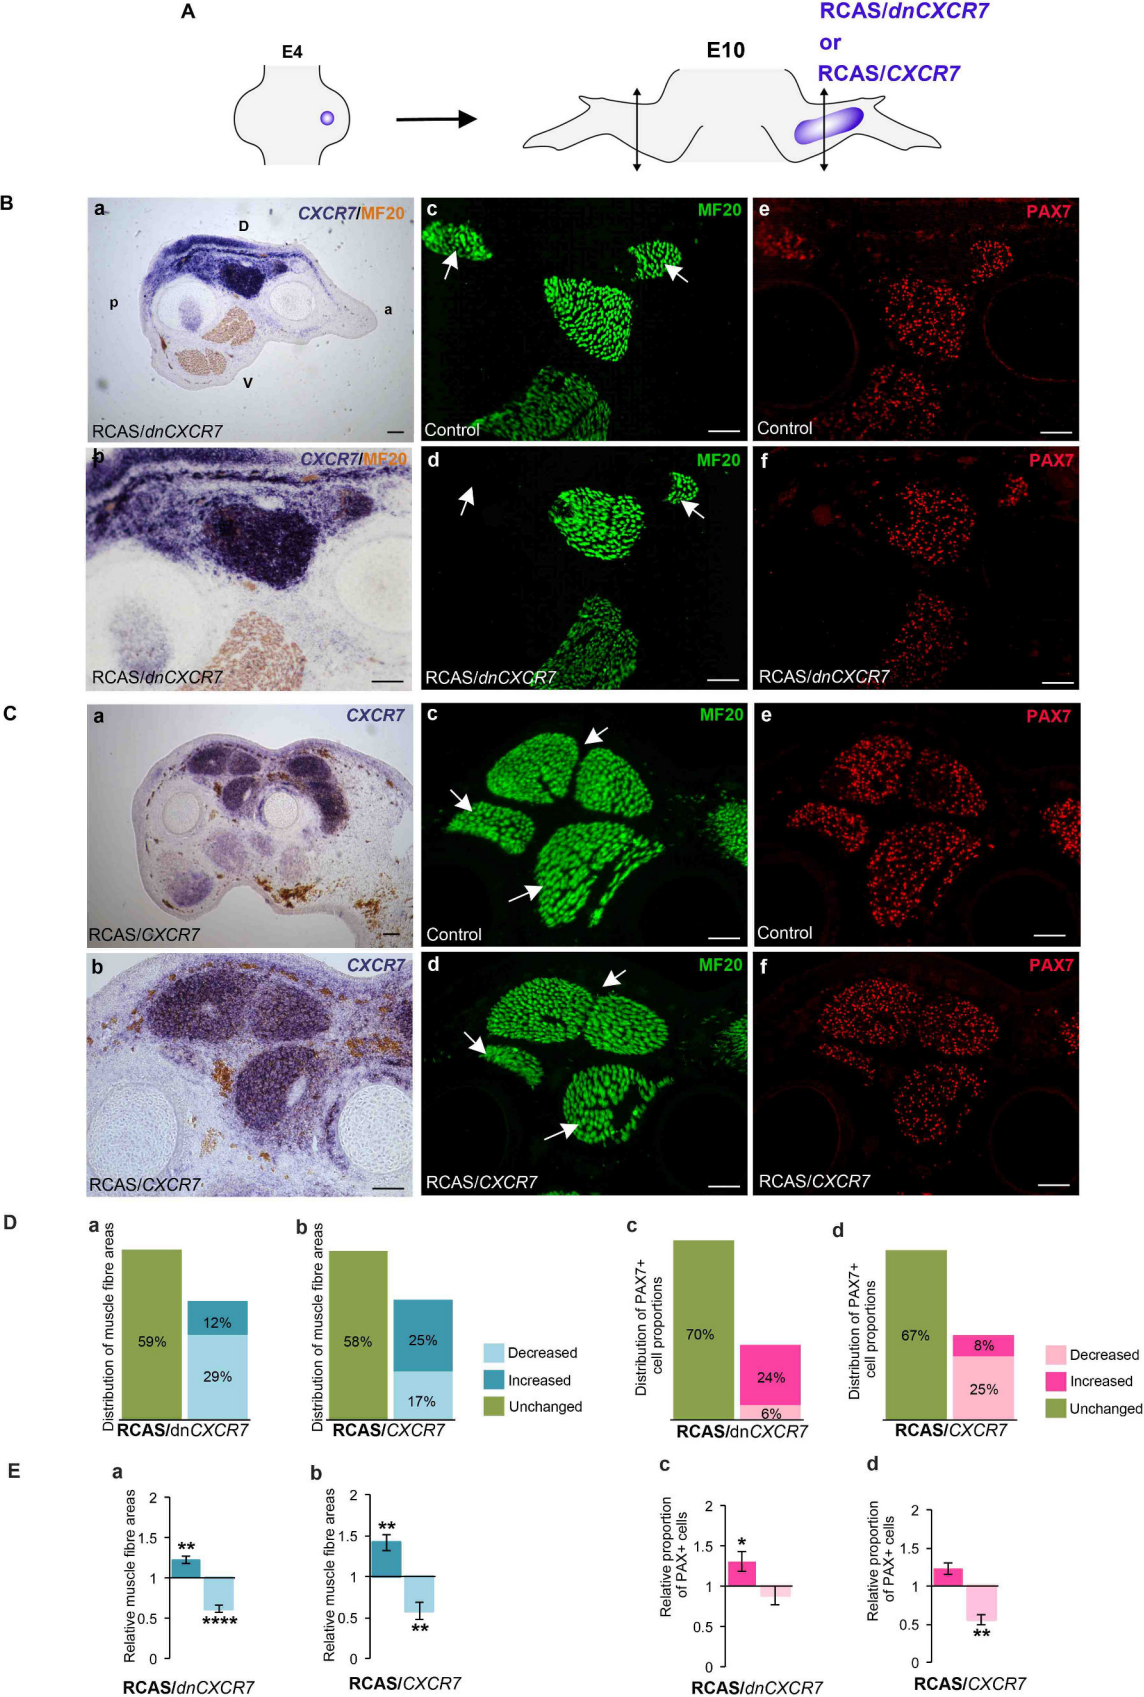 A
RCAS/dnCXCR7
or
RCAS/CXCR7
E4
E10
B
a
CXCR7/MF20
D
p
a
V
RCAS/dnCXCR7
c
MF20
Control
e
PAX7
Control
b
CXCR7/MF20
RCAS/dnCXCR7
d
MF20
RCAS/dnCXCR7
f
PAX7
RCAS/dnCXCR7
C
a
CXCR7
RCAS/CXCR7
c
MF20
Control
e
PAX7
Control
b
CXCR7
RCAS/CXCR7
d
MF20
RCAS/CXCR7
f
PAX7
RCAS/CXCR7
D
a
Distribution of muscle fibre areas
59%
12%
29%
RCAS/dnCXCR7
b
Distribution of muscle fibre areas
58%
25%
17%
RCAS/CXCR7
Decreased
Increased
Unchanged
c
Distribution of PAX7+
cell proportions
70%
24%
6%
RCAS/dnCXCR7
d
Distribution of PAX7+
cell proportions
67%
8%
25%
RCAS/CXCR7
Decreased
Increased
Unchanged
E
a
Relative muscle fibre areas
2
1.5
1
0.5
0
**
****
RCAS/dnCXCR7
b
Relative muscle fibre areas
2
1.5
1
0.5
0
**
**
RCAS/CXCR7
c
Relative proportion
of PAX+ cells
2
1.5
1
0.5
0
*
RCAS/dnCXCR7
d
Relative proportion
of PAX+ cells
2
1.5
1
0.5
0
**
RCAS/CXCR7